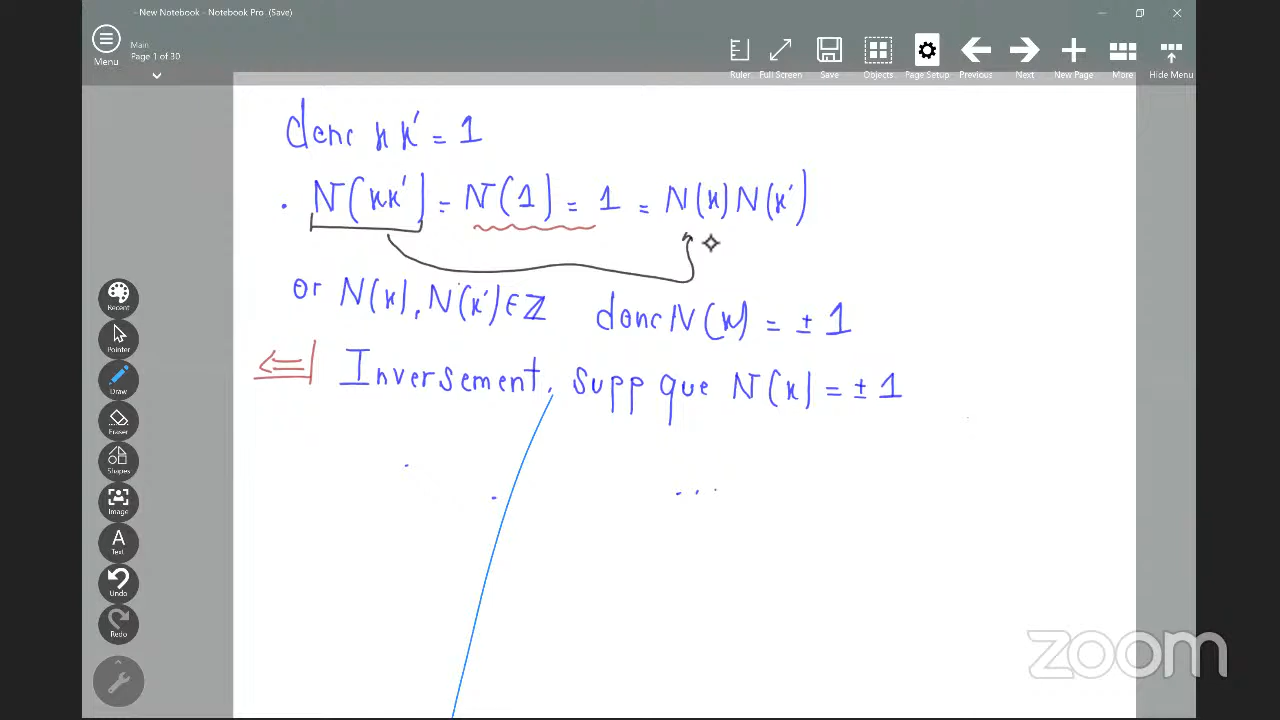 - New Notebook - Notebook Pro (Save)
Menu
Main
Page 1 of 30
Ruler Full Screen Save Objects Page Setup Previous Next New Page More Hide Menu
donc xx' = 1
. N(xx') = N(1) = 1 = N(x)N(x')
or N(x), N(x') ∈ ℤ donc N(x) = ± 1
⇐ Inversement, supp que N(x) = ± 1
...
Recent
Pointer
Draw
Eraser
Shapes
Image
Text
Undo
Redo
zoom